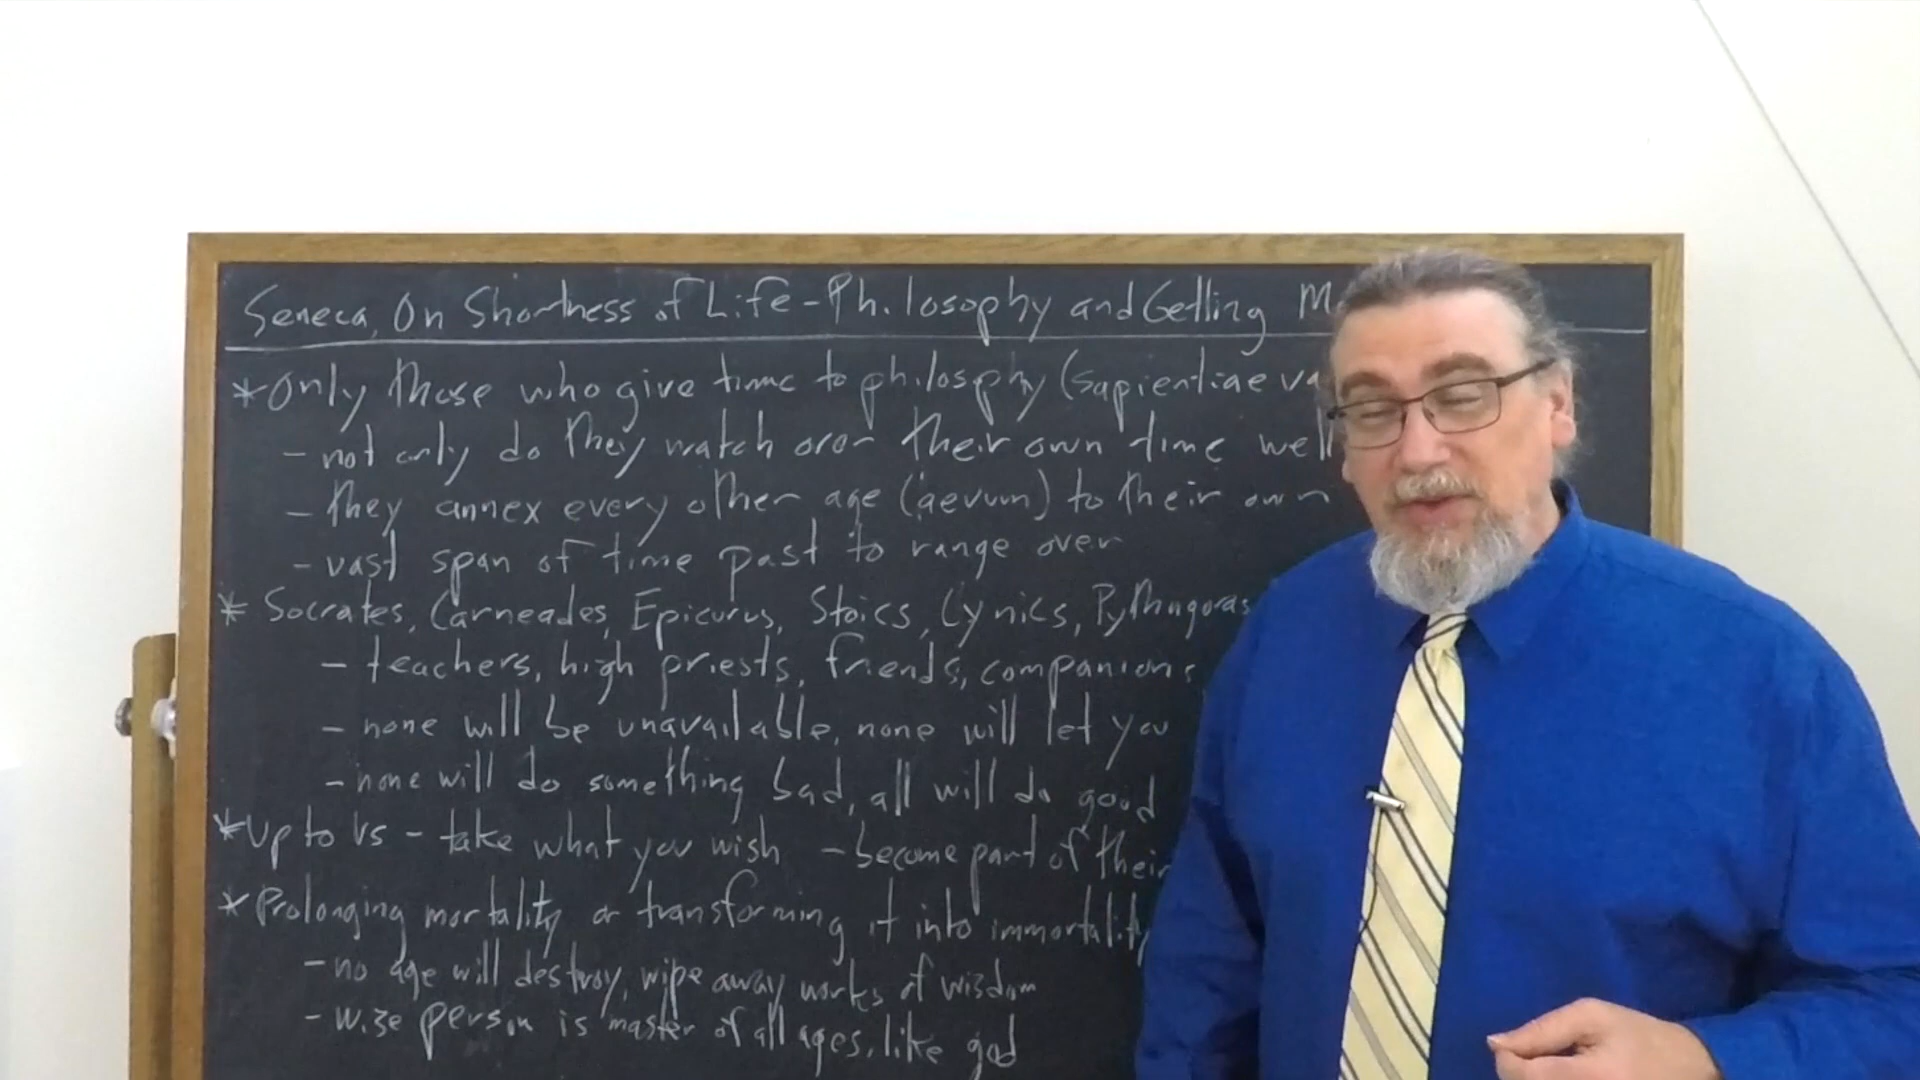 Seneca, On Shortness of Life - Philosophy and Getting M
* Only those who give time to philosphy (sapientiae va
- not only do they watch over their own time well
- they annex every other age (aevum) to their own
- vast span of time past to range over
* Socrates, Carneades, Epicurus, Stoics, Cynics, Pythagoras
- teachers, high priests, friends, companions
- none will be unavailable, none will let you
- none will do something bad, all will do good
* Up to Us - take what you wish - become part of their
* Prolonging mortality or transforming it into immortality
- no age will destroy, wipe away works of wisdom
- wise person is master of all ages, like god